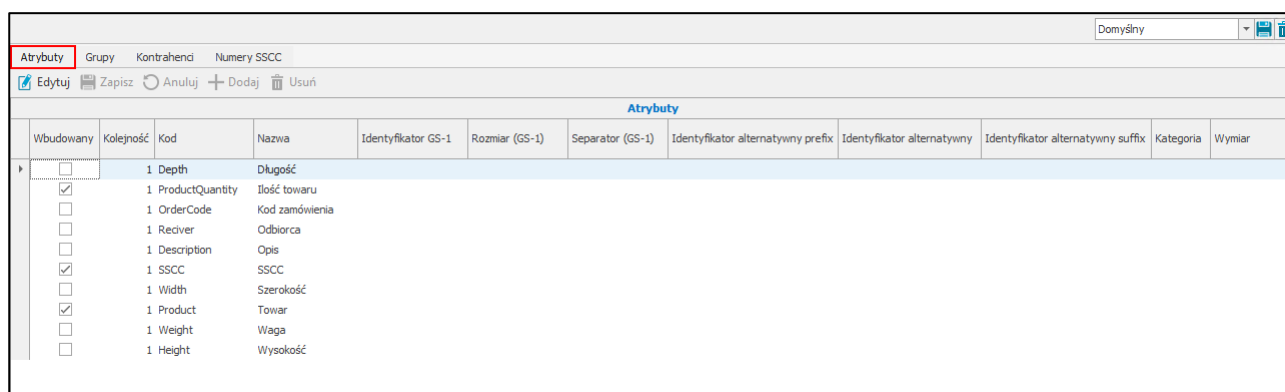 Domyślny
Atrybuty Grupy Kontrahenci Numery SSCC
Edytuj Zapisz Anuluj Dodaj Usuń
Atrybuty
Wbudowany Kolejność Kod Nazwa Identyfikator GS-1 Rozmiar (GS-1) Separator (GS-1) Identyfikator alternatywny prefix Identyfikator alternatywny Identyfikator alternatywny suffix Kategoria Wymiar
1 Depth Długość
1 ProductQuantity Ilość towaru
1 OrderCode Kod zamówienia
1 Reciver Odbiorca
1 Description Opis
1 SSCC SSCC
1 Width Szerokość
1 Product Towar
1 Weight Waga
1 Height Wysokość